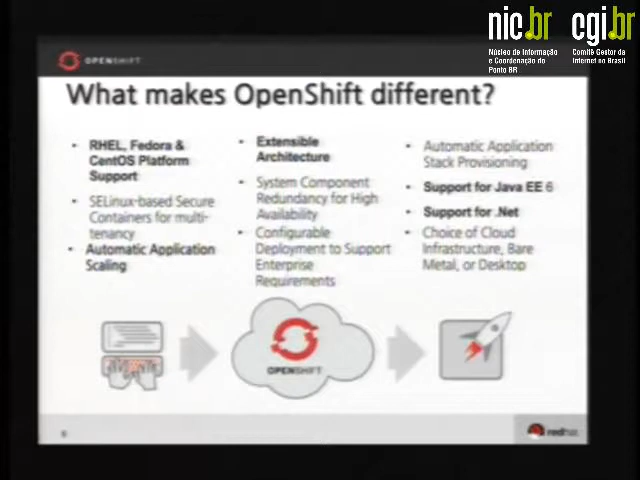 nic.br cgi.br
Núcleo de Informação
e Coordenação do
Ponto BR
Comitê Gestor da
Internet no Brasil
OPENSHIFT
What makes OpenShift different?
• RHEL, Fedora &
CentOS Platform
Support
• SELinux-based Secure
Containers for multi-
tenancy
• Automatic Application
Scaling
• Extensible
Architecture
• System Component
Redundancy for High
Availability
• Configurable
Deployment to Support
Enterprise
Requirements
• Automatic Application
Stack Provisioning
• Support for Java EE 6
• Support for .Net
• Choice of Cloud
Infrastructure, Bare
Metal, or Desktop
OPENSHIFT
redhat